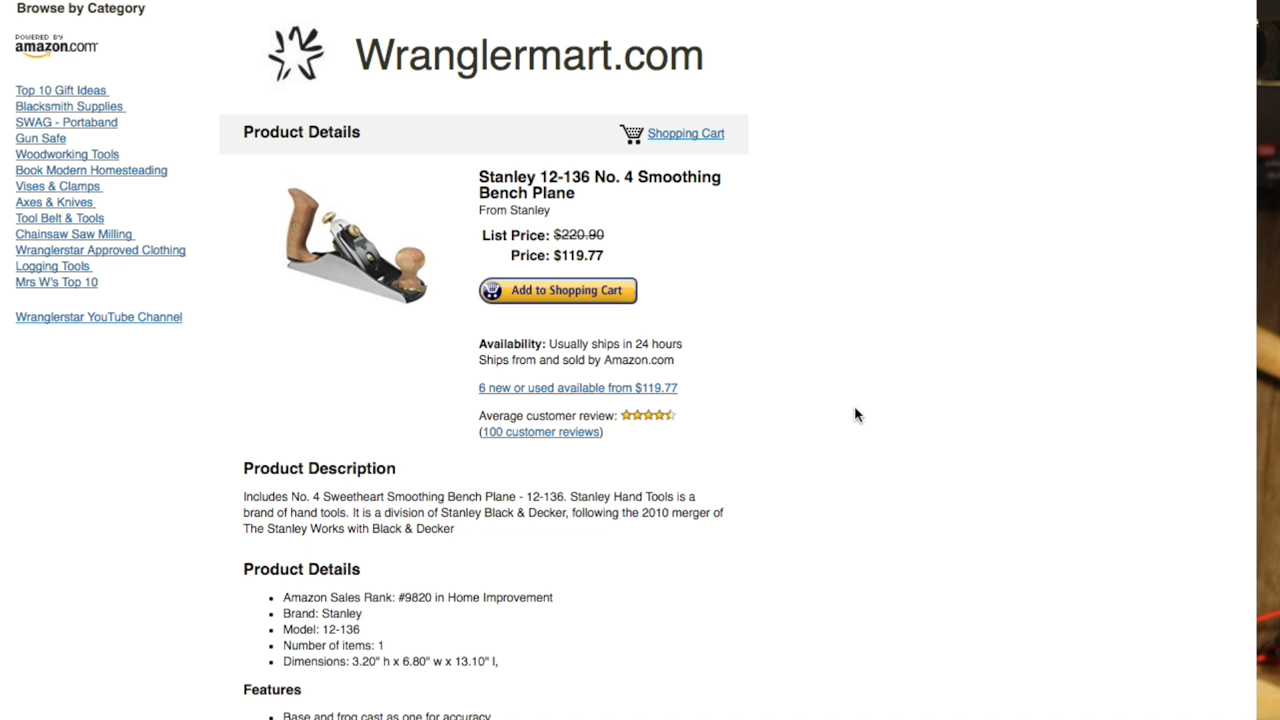 Browse by Category
POWERED BY
amazon.com
Top 10 Gift Ideas
Blacksmith Supplies
SWAG - Portaband
Gun Safe
Woodworking Tools
Book Modern Homesteading
Vises & Clamps
Axes & Knives
Tool Belt & Tools
Chainsaw Saw Milling
Wranglerstar Approved Clothing
Logging Tools
Mrs W's Top 10
Wranglerstar YouTube Channel
Wranglermart.com
Product Details
Shopping Cart
Stanley 12-136 No. 4 Smoothing
Bench Plane
From Stanley
List Price: $220.90
Price: $119.77
Add to Shopping Cart
Availability: Usually ships in 24 hours
Ships from and sold by Amazon.com
6 new or used available from $119.77
Average customer review:
(100 customer reviews)
Product Description
Includes No. 4 Sweetheart Smoothing Bench Plane - 12-136. Stanley Hand Tools is a
brand of hand tools. It is a division of Stanley Black & Decker, following the 2010 merger of
The Stanley Works with Black & Decker
Product Details
• Amazon Sales Rank: #9820 in Home Improvement
• Brand: Stanley
• Model: 12-136
• Number of items: 1
• Dimensions: 3.20" h x 6.80" w x 13.10" l,
Features
• Base and frog cast as one for accuracy